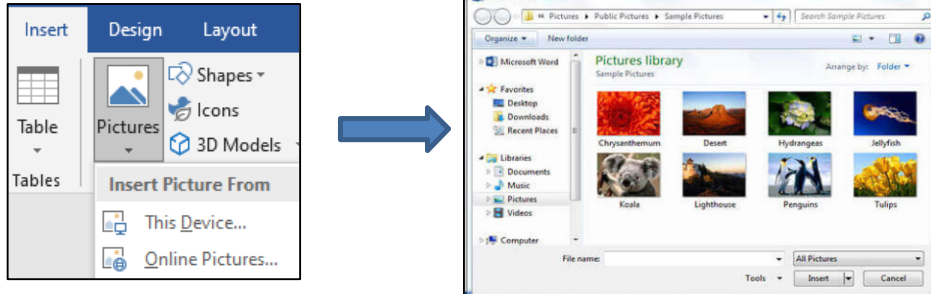 Insert Design Layout
Table
Tables
Pictures
Shapes
Icons
3D Models
Insert Picture From
This Device...
Online Pictures...
Pictures Public Pictures Sample Pictures
Search Sample Pictures
Organize New folder
Microsoft Word
Favorites
Desktop
Downloads
Recent Places
Libraries
Documents
Music
Pictures
Videos
Computer
Pictures library
Sample Pictures
Arrange by: Folder
Chrysanthemum Desert Hydrangeas Jellyfish
Koala Lighthouse Penguins Tulips
File name: All Pictures
Tools Insert Cancel